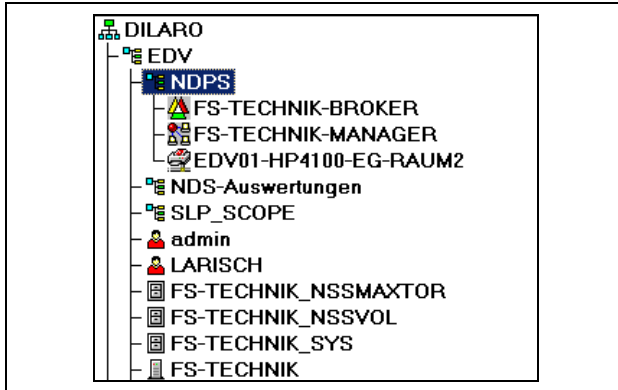 DILARO
EDV
NDPS
FS-TECHNIK-BROKER
FS-TECHNIK-MANAGER
EDV01-HP4100-EG-RAUM2
NDS-Auswertungen
SLP_SCOPE
admin
LARISCH
FS-TECHNIK_NSSMAXTOR
FS-TECHNIK_NSSVOL
FS-TECHNIK_SYS
FS-TECHNIK